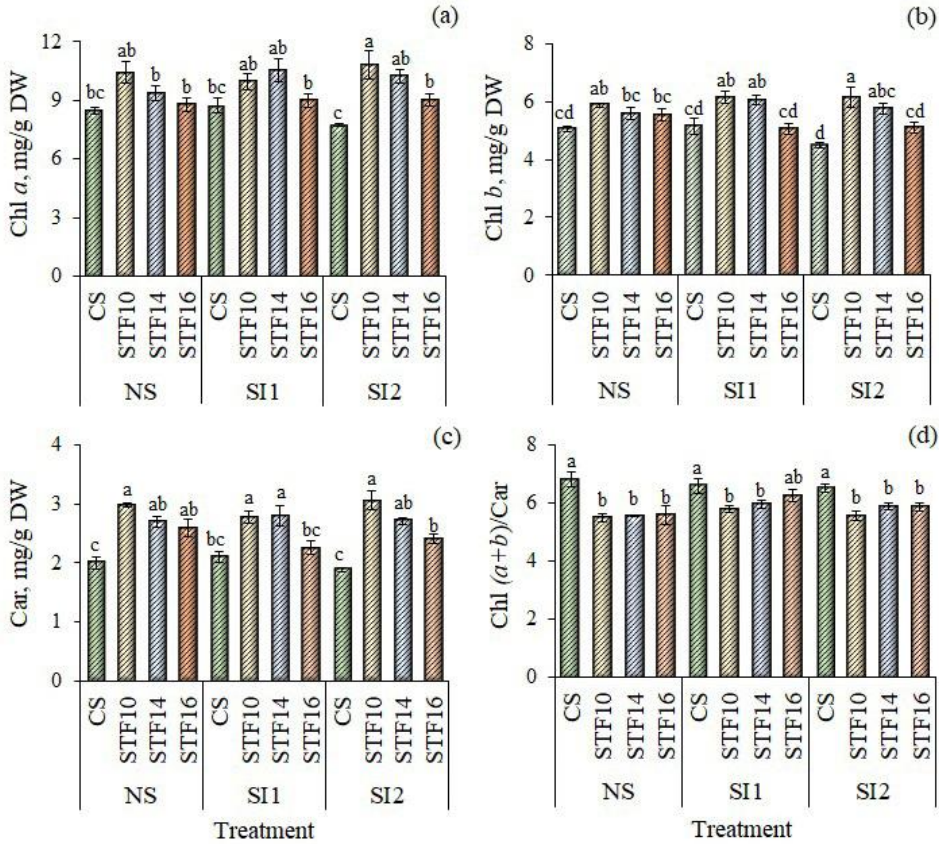 (a)
Chl a, mg/g DW
12
9
6
3
0
bc ab b b bc ab ab b c a ab b
CS STF10 STF14 STF16 CS STF10 STF14 STF16 CS STF10 STF14 STF16
NS SI1 SI2
(b)
Chl b, mg/g DW
8
6
4
2
0
cd ab bc bc cd ab ab cd d a abc cd
CS STF10 STF14 STF16 CS STF10 STF14 STF16 CS STF10 STF14 STF16
NS SI1 SI2
(c)
Car, mg/g DW
4
3
2
1
0
c a ab ab bc a a bc c a ab b
CS STF10 STF14 STF16 CS STF10 STF14 STF16 CS STF10 STF14 STF16
NS SI1 SI2
Treatment
(d)
Chl (a+b)/Car
8
6
4
2
0
a b b b a b b ab a b b b
CS STF10 STF14 STF16 CS STF10 STF14 STF16 CS STF10 STF14 STF16
NS SI1 SI2
Treatment